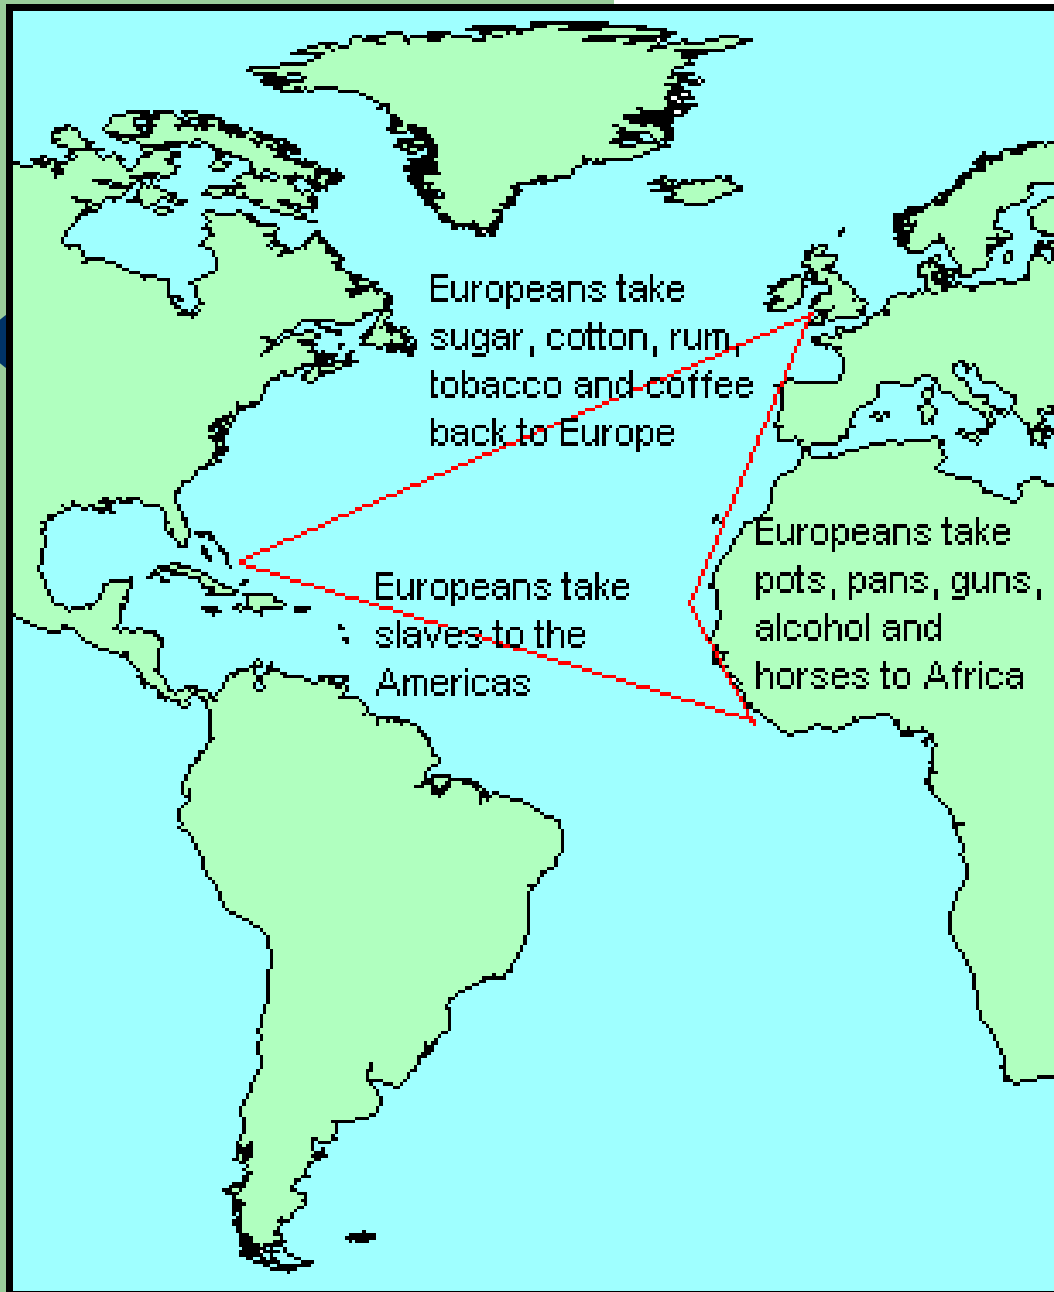 Europeans take
sugar, cotton, rum,
tobacco and coffee
back to Europe
Europeans take
pots, pans, guns,
alcohol and
horses to Africa
Europeans take
slaves to the
Americas